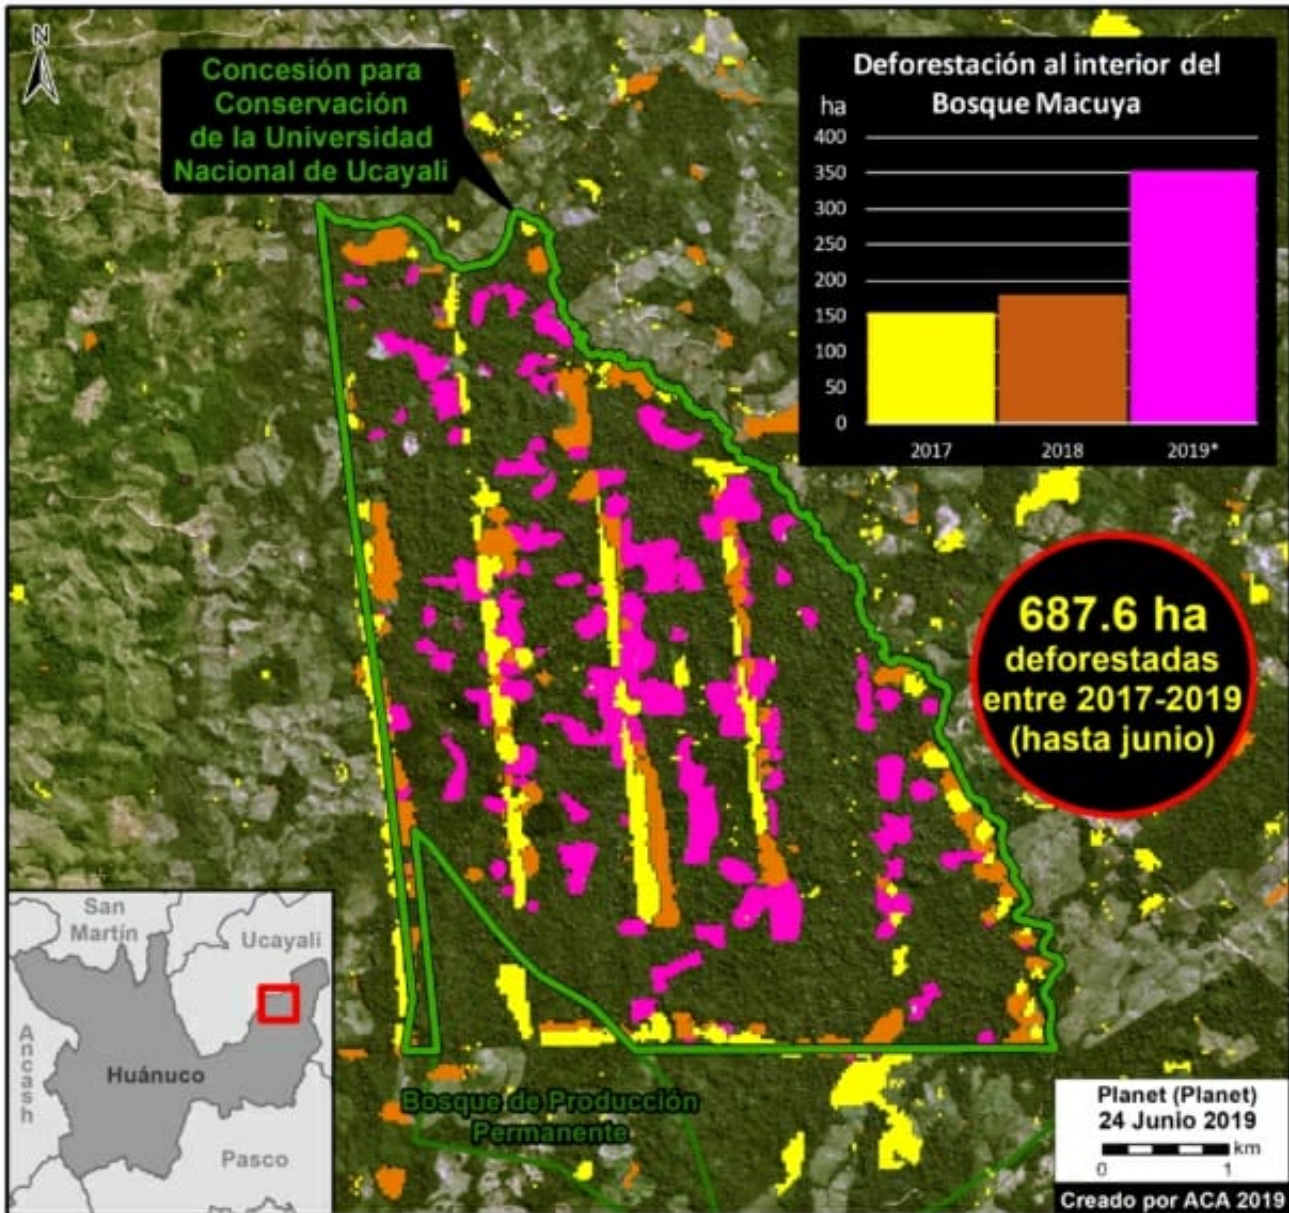 N
Concesión para
Conservación
de la Universidad
Nacional de Ucayali
Deforestación al interior del
Bosque Macuya
ha
400
350
300
250
200
150
100
50
0
2017
2018
2019*
687.6 ha
deforestadas
entre 2017-2019
(hasta junio)
San
Martín
Ucayali
Ancash
Huánuco
Pasco
Bosque de Producción
Permanente
Planet (Planet)
24 Junio 2019
km
0 1
Creado por ACA 2019